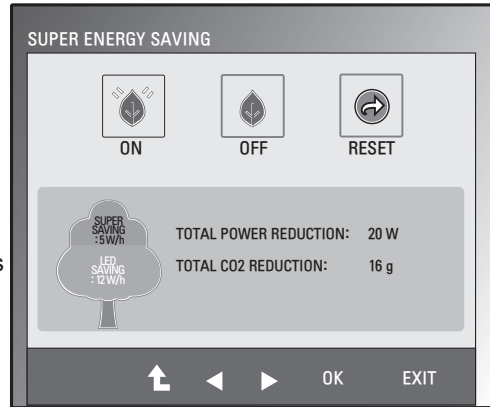 SUPER ENERGY SAVING
ON OFF RESET
SUPER
SAVING
: 5 W/h
LED
SAVING
: 12 W/h
TOTAL POWER REDUCTION: 20 W
TOTAL CO2 REDUCTION: 16 g
S
OK EXIT